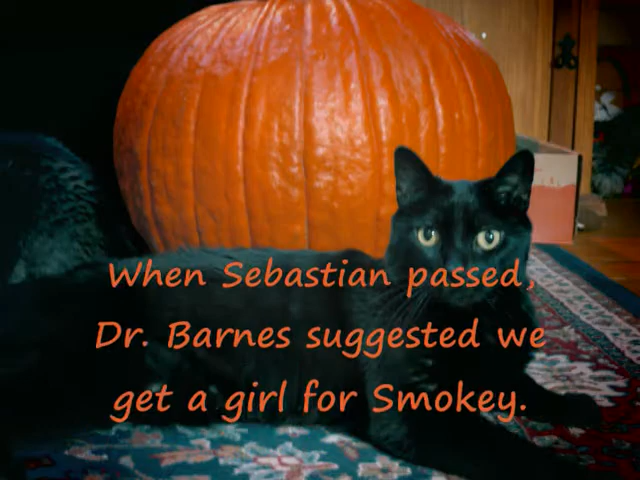 When Sebastian passed,
Dr. Barnes suggested we
get a girl for Smokey.